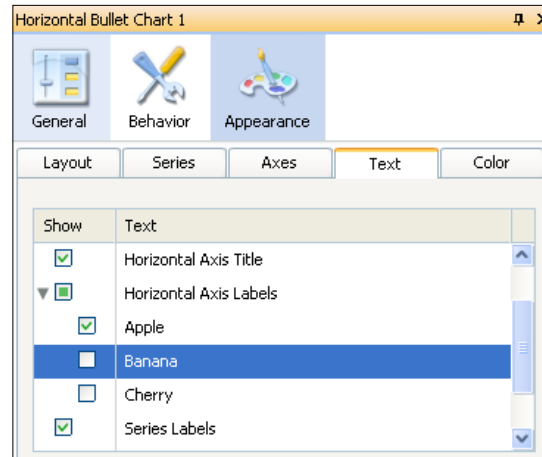 Horizontal Bullet Chart 1
General Behavior Appearance
Layout Series Axes Text Color
Show Text
Horizontal Axis Title
Horizontal Axis Labels
Apple
Banana
Cherry
Series Labels